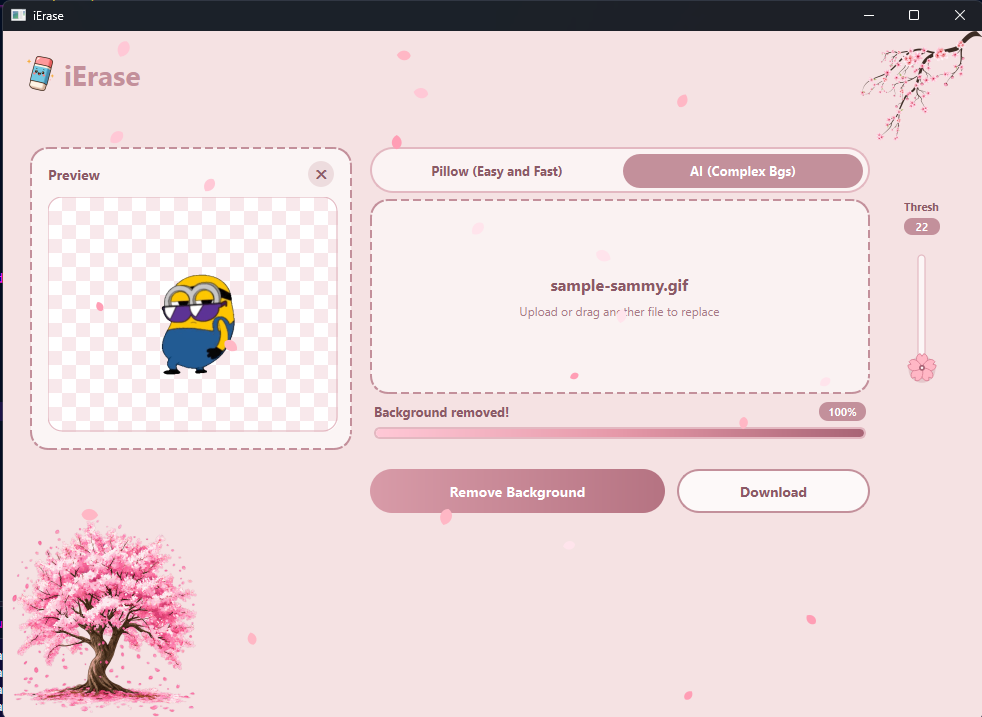 iErase
iErase
Preview
Pillow (Easy and Fast)
AI (Complex Bgs)
Thresh
22
sample-sammy.gif
Upload or drag another file to replace
Background removed!
100%
Remove Background
Download